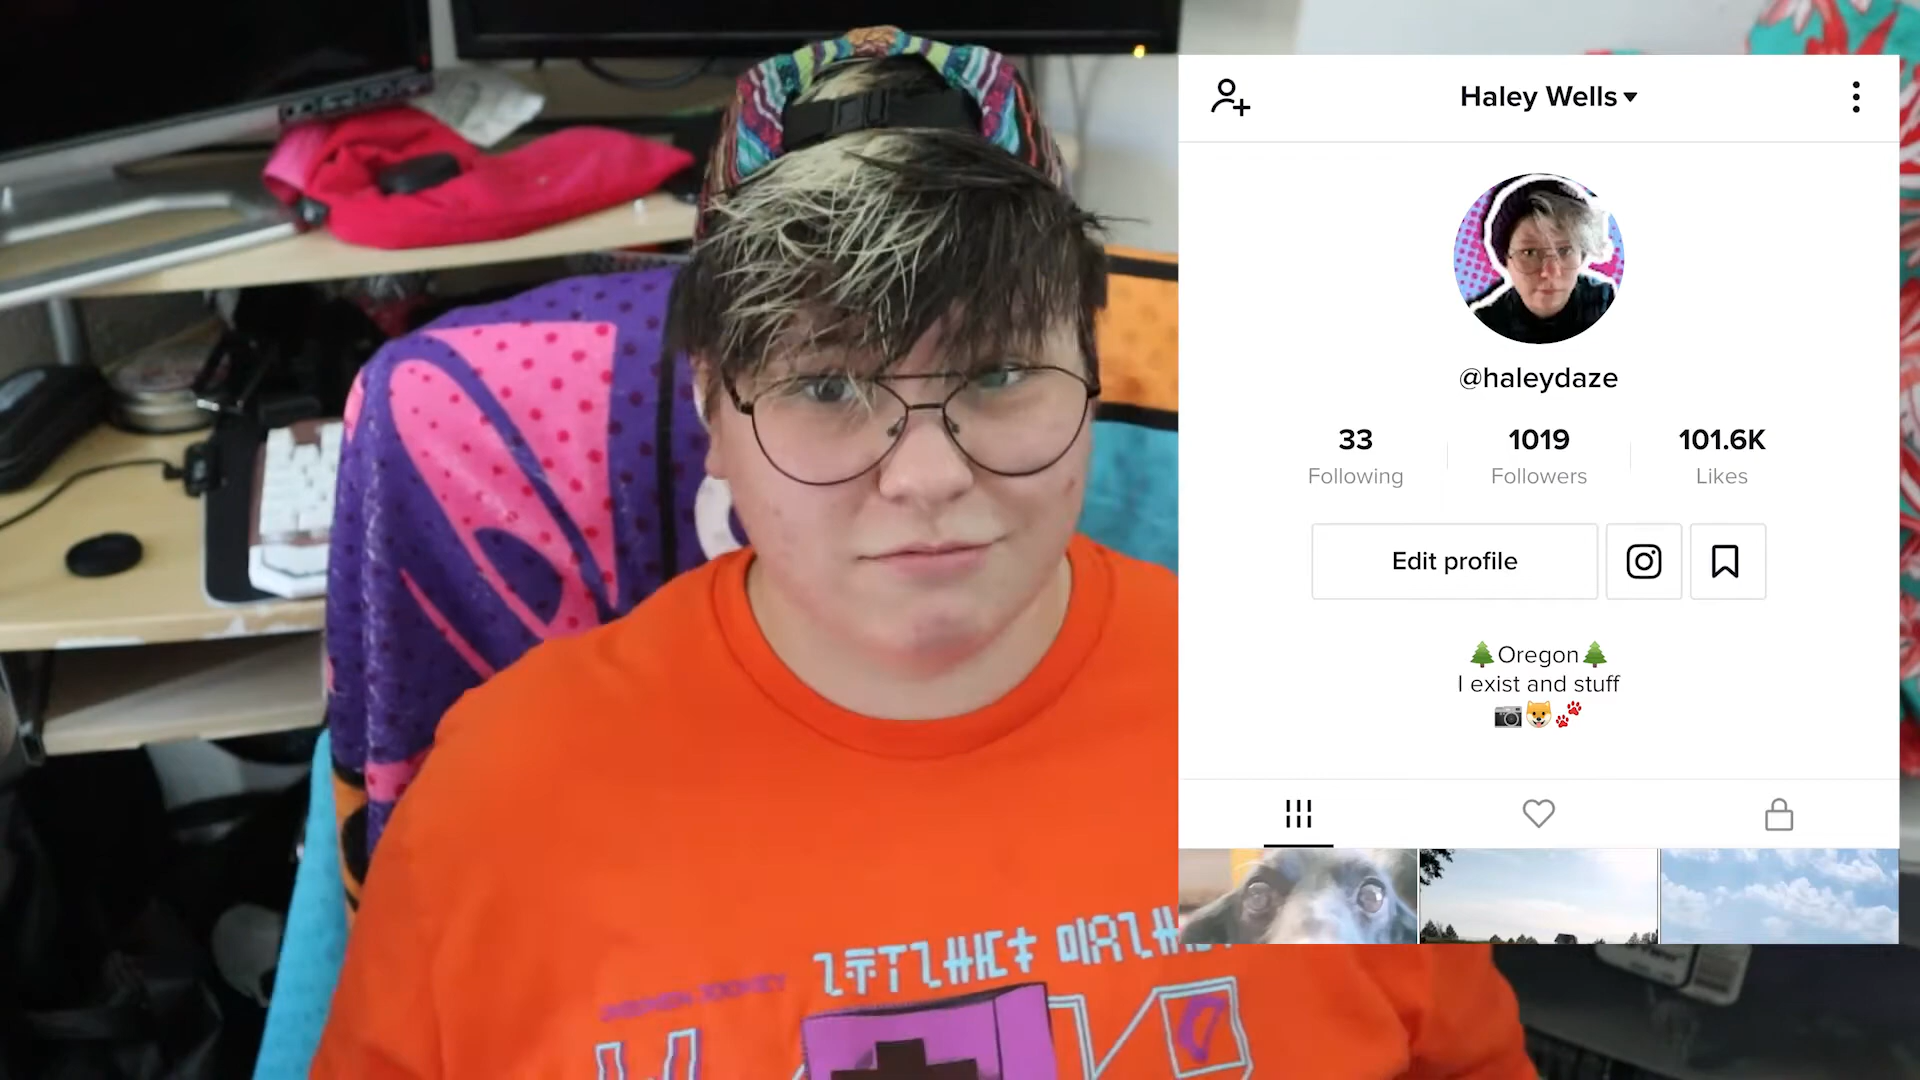 Haley Wells
@haleydaze
33 1019 101.6K
Following Followers Likes
Edit profile
🌲Oregon🌲
I exist and stuff
📷🐕🐾